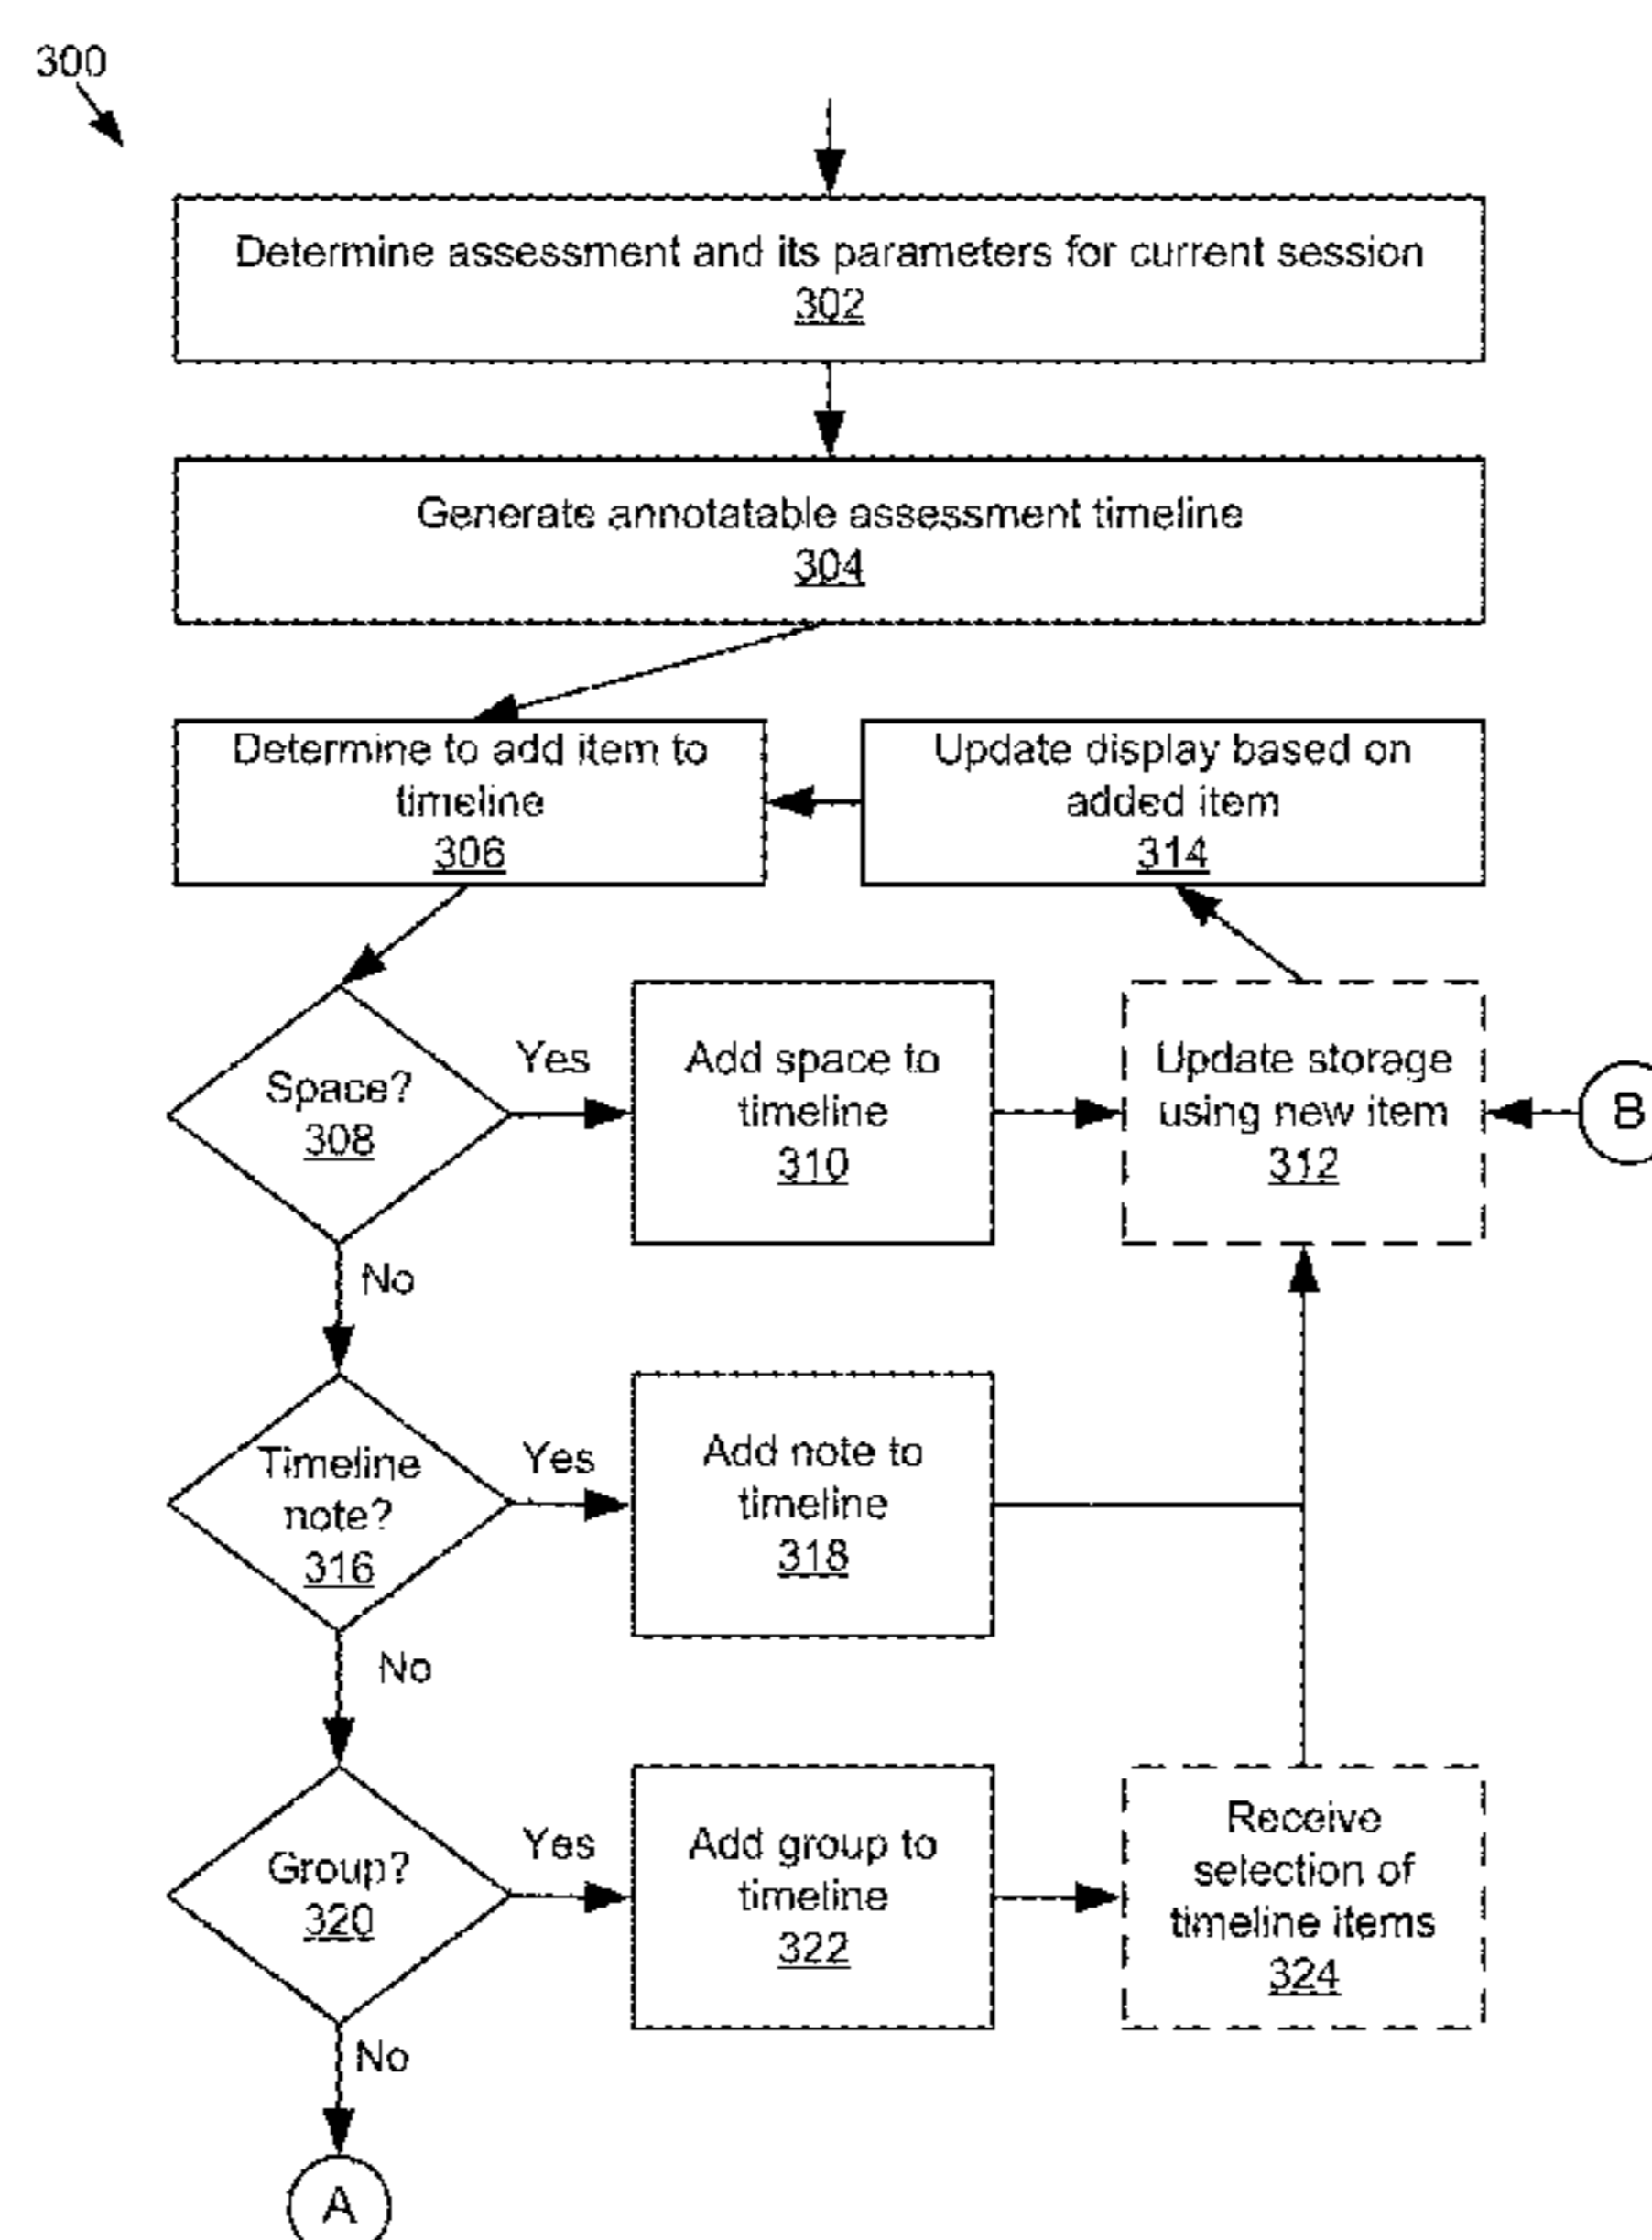 300
Determine assessment and its parameters for current session
302
Generate annotatable assessment timeline
304
Determine to add item to
timeline
306
Update display based on
added item
314
Space?
308
Yes
Add space to
timeline
310
Update storage
using new item
312
B
No
Timeline
note?
316
Yes
Add note to
timeline
318
No
Group?
320
Yes
Add group to
timeline
322
Receive
selection of
timeline items
324
No
A